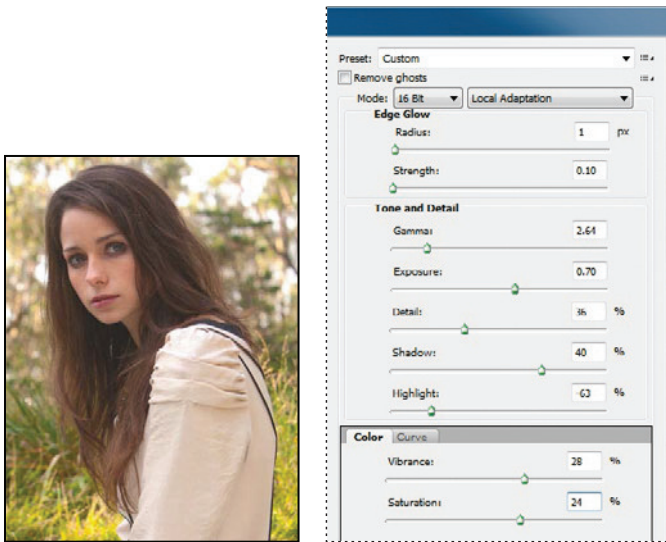 Preset: Custom
Remove ghosts
Mode: 16 Bit Local Adaptation
Edge Glow
Radius: 1 px
Strength: 0.10
Tone and Detail
Gamma: 2.64
Exposure: 0.70
Detail: 36 %
Shadow: 40 %
Highlight: -63 %
Color Curve
Vibrance: 28 %
Saturation: 24 %